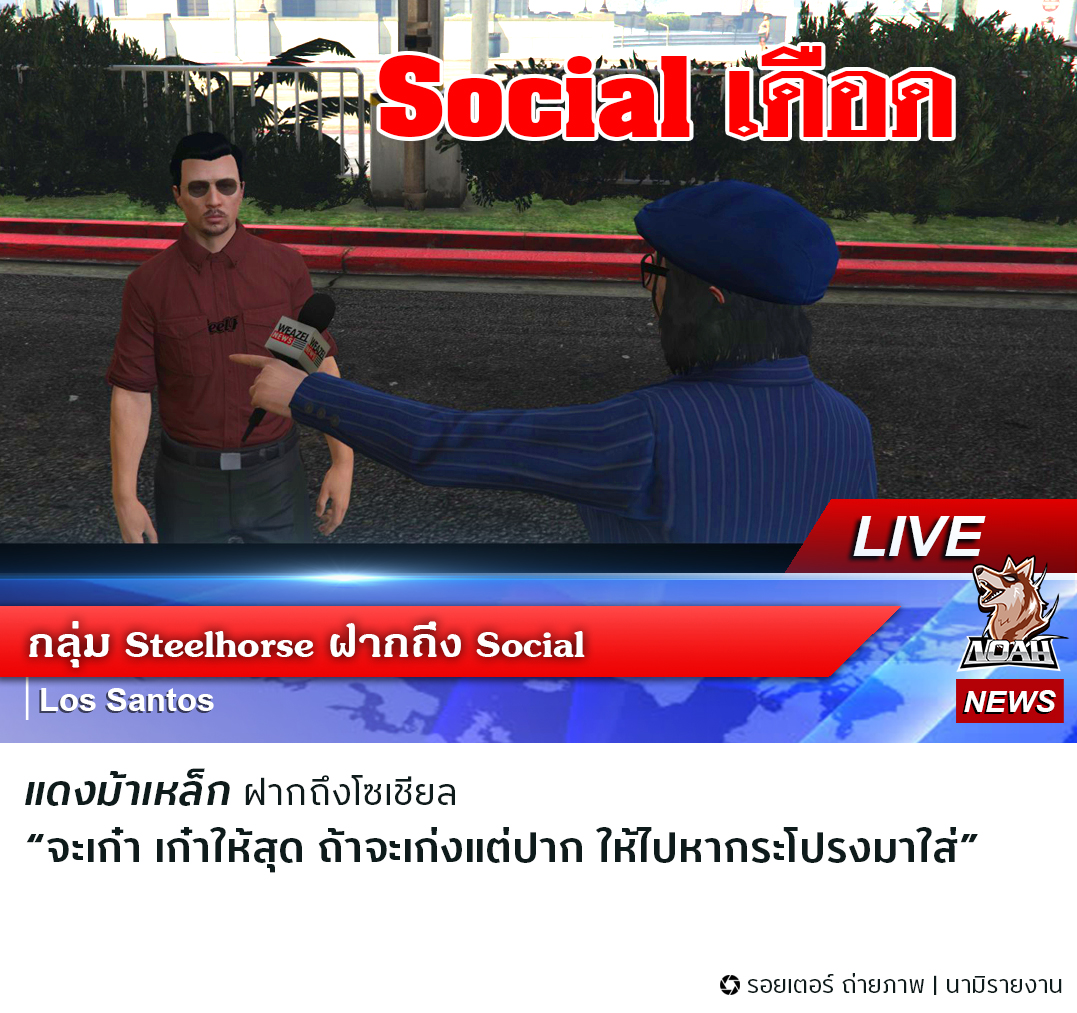 Social เดือด
eel
WEAZEL
NEWS
WEAZEL
LIVE
กลุ่ม Steelhorse ฝากถึง Social
Los Santos
NOAH
NEWS
แดงม้าเหล็ก ฝากถึงโซเชียล
“จะเก๋า เก๋าให้สุด ถ้าจะเก่งแต่ปาก ให้ไปหากระโปรงมาใส่”
รอยเตอร์ ถ่ายภาพ | นามิรายงาน